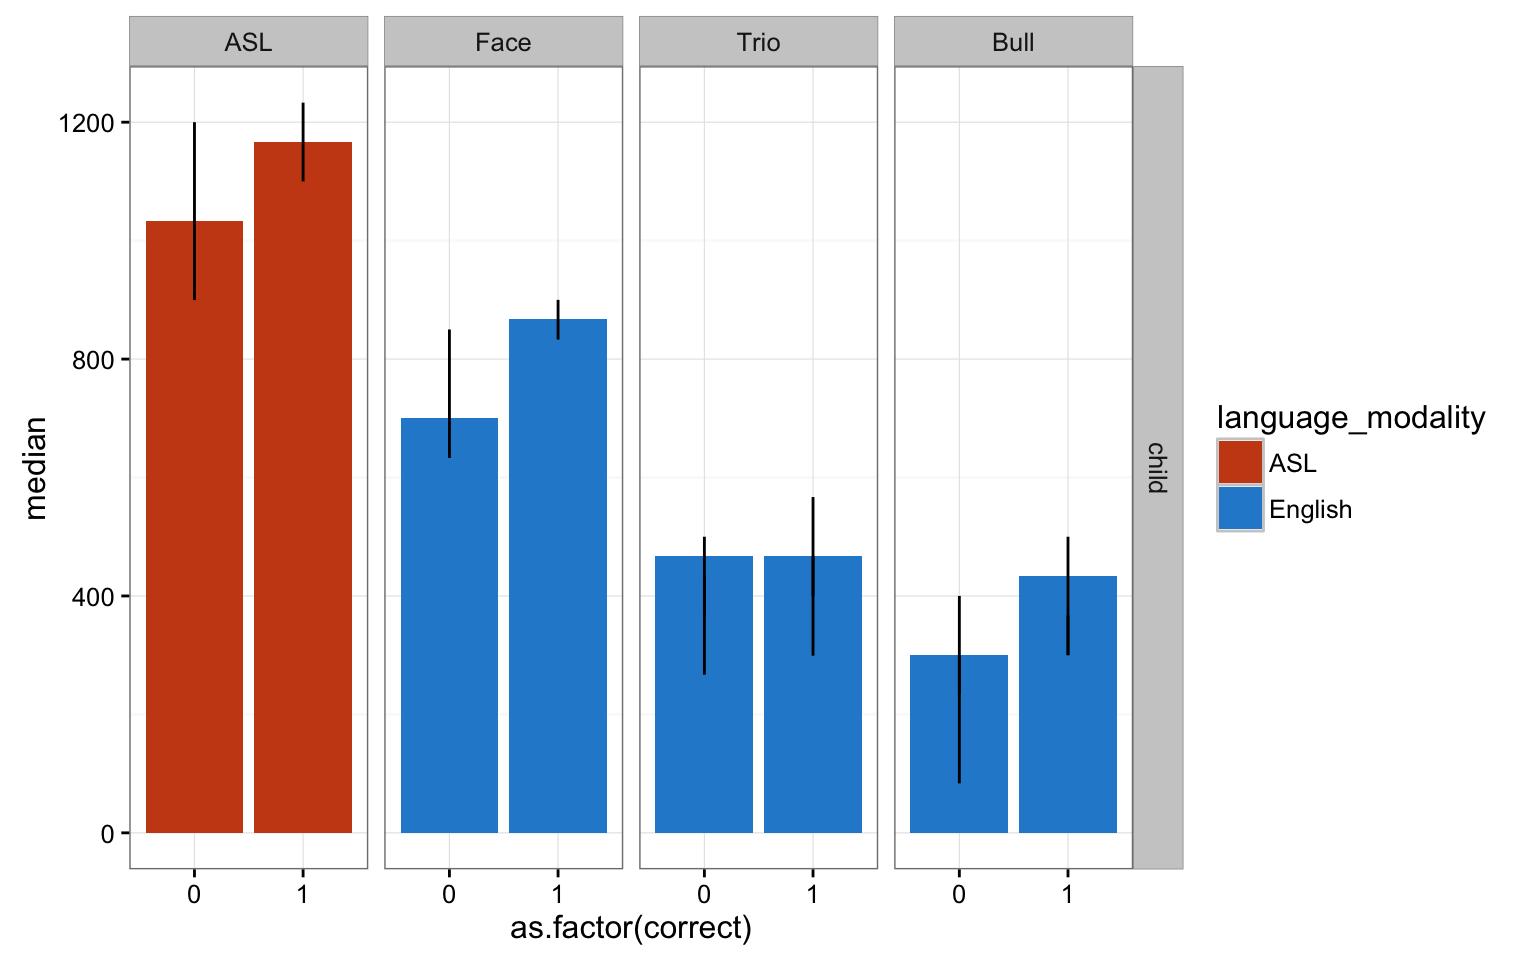 ASL Face Trio Bull
1200
800
400
0
median
child
language_modality
ASL
English
0 1 0 1 0 1 0 1
as.factor(correct)